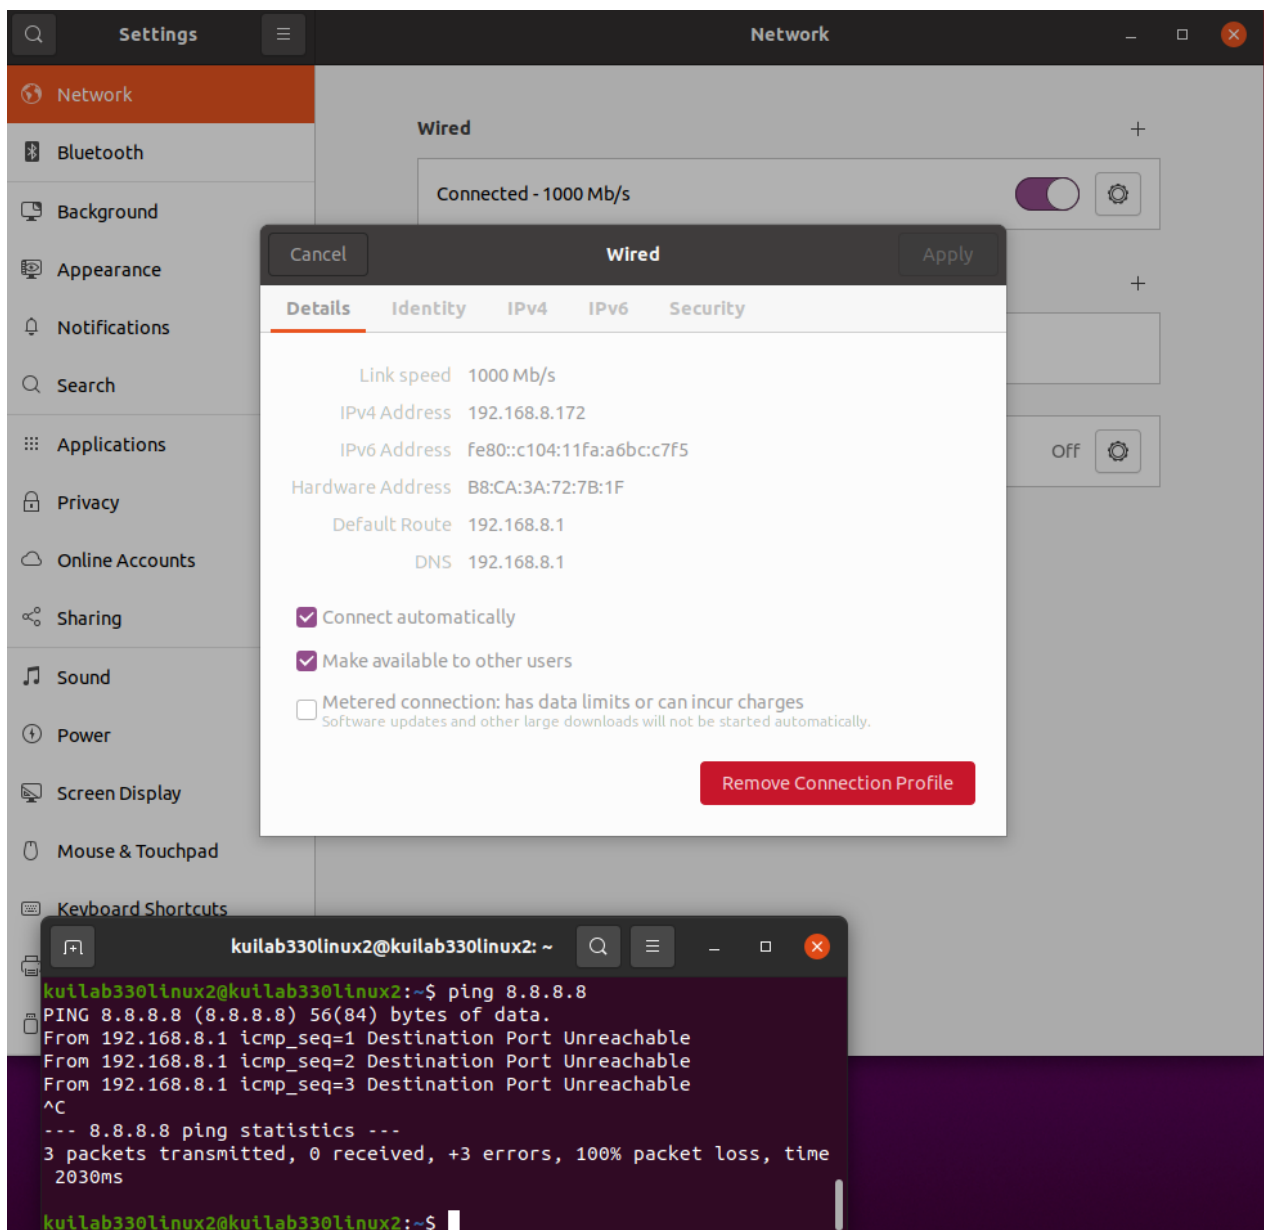 Settings
Network
Network
Bluetooth
Background
Appearance
Notifications
Search
Applications
Privacy
Online Accounts
Sharing
Sound
Power
Screen Display
Mouse & Touchpad
Keyboard Shortcuts
Wired
Connected - 1000 Mb/s
Off
Cancel
Wired
Apply
Details Identity IPv4 IPv6 Security
Link speed 1000 Mb/s
IPv4 Address 192.168.8.172
IPv6 Address fe80::c104:11fa:a6bc:c7f5
Hardware Address B8:CA:3A:72:7B:1F
Default Route 192.168.8.1
DNS 192.168.8.1
Connect automatically
Make available to other users
Metered connection: has data limits or can incur charges
Software updates and other large downloads will not be started automatically.
Remove Connection Profile
kuilab330linux2@kuilab330linux2: ~
kuilab330linux2@kuilab330linux2:~$ ping 8.8.8.8
PING 8.8.8.8 (8.8.8.8) 56(84) bytes of data.
From 192.168.8.1 icmp_seq=1 Destination Port Unreachable
From 192.168.8.1 icmp_seq=2 Destination Port Unreachable
From 192.168.8.1 icmp_seq=3 Destination Port Unreachable
^C
--- 8.8.8.8 ping statistics ---
3 packets transmitted, 0 received, +3 errors, 100% packet loss, time
2030ms
kuilab330linux2@kuilab330linux2:~$